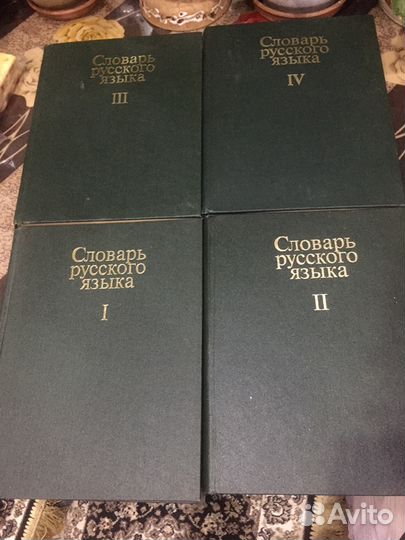 Словарь
русского
языка
III
Словарь
русского
языка
IV
Словарь
русского
языка
I
Словарь
русского
языка
II
Avito